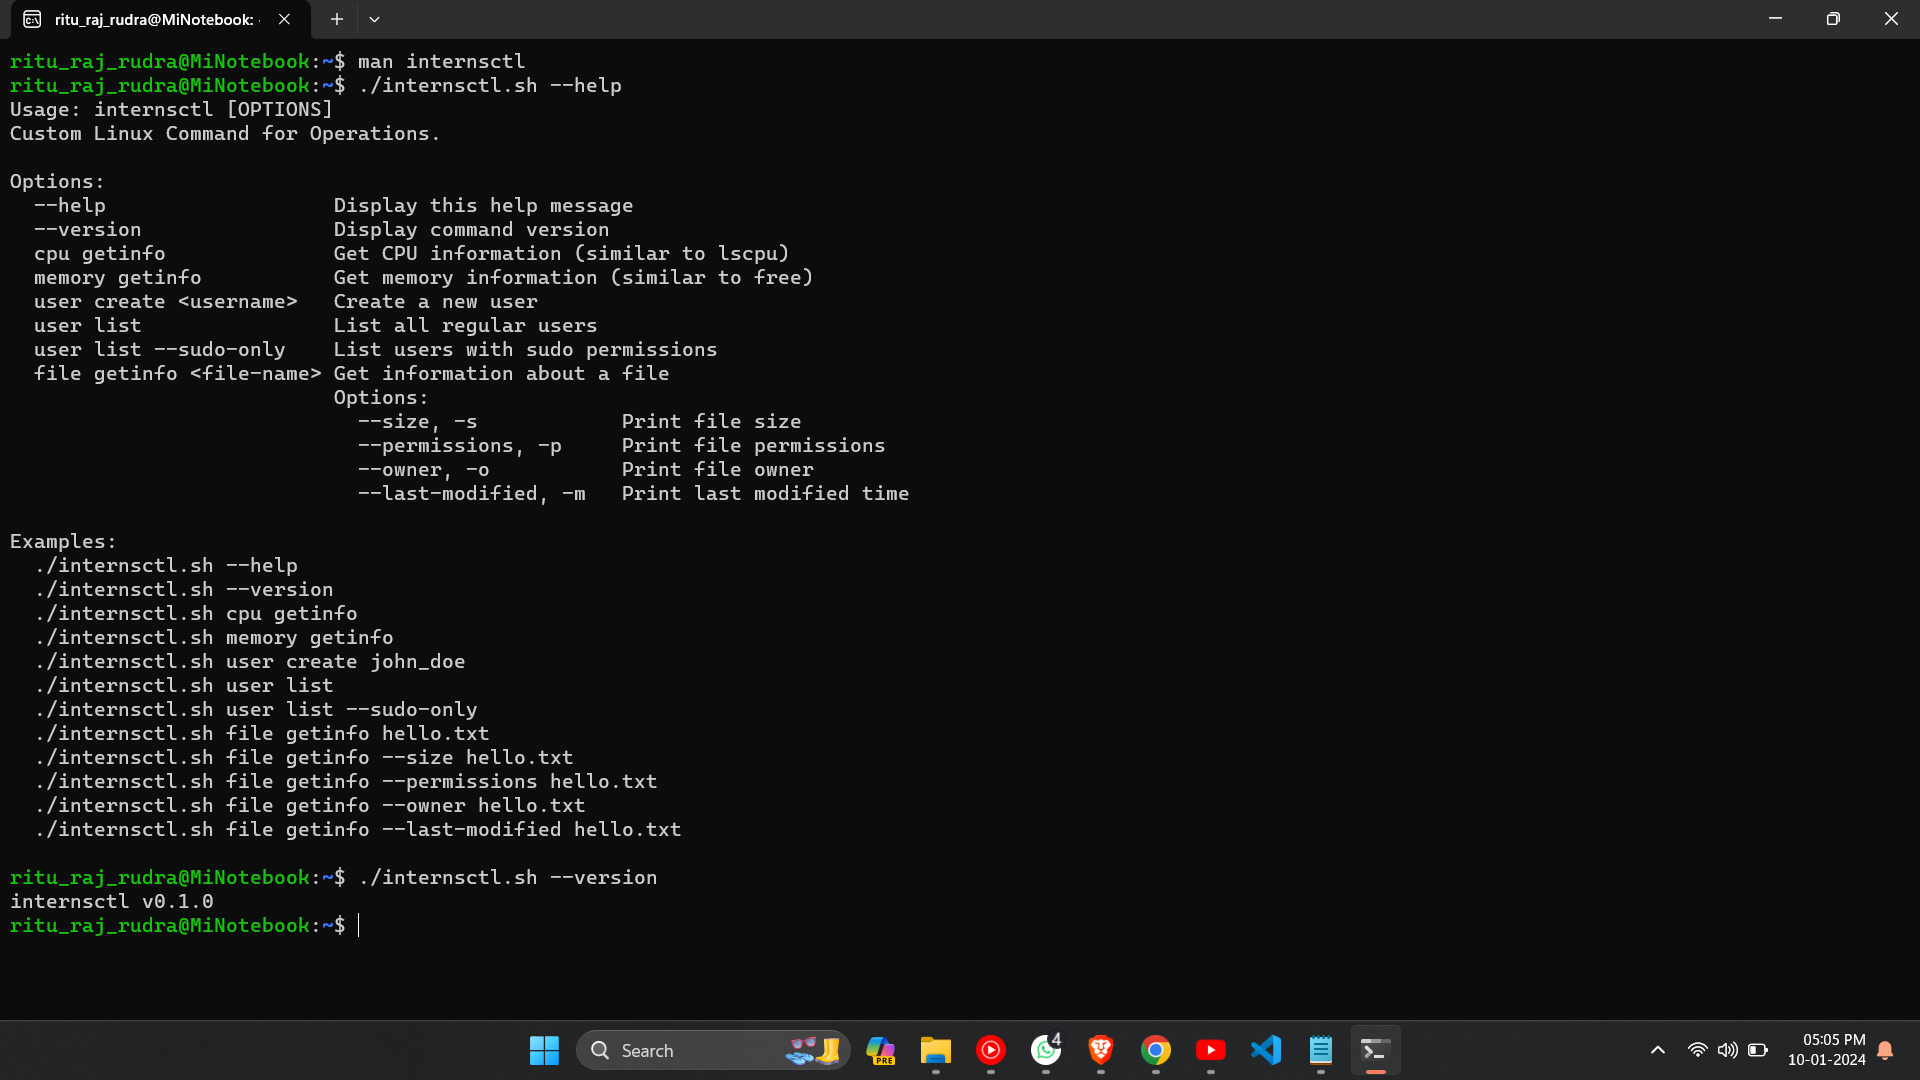 ritu_raj_rudra@MiNotebook:
ritu_raj_rudra@MiNotebook:~$ man internsctl
ritu_raj_rudra@MiNotebook:~$ ./internsctl.sh --help
Usage: internsctl [OPTIONS]
Custom Linux Command for Operations.
Options:
--help Display this help message
--version Display command version
cpu getinfo Get CPU information (similar to lscpu)
memory getinfo Get memory information (similar to free)
user create <username> Create a new user
user list List all regular users
user list --sudo-only List users with sudo permissions
file getinfo <file-name> Get information about a file
Options:
--size, -s Print file size
--permissions, -p Print file permissions
--owner, -o Print file owner
--last-modified, -m Print last modified time
Examples:
./internsctl.sh --help
./internsctl.sh --version
./internsctl.sh cpu getinfo
./internsctl.sh memory getinfo
./internsctl.sh user create john_doe
./internsctl.sh user list
./internsctl.sh user list --sudo-only
./internsctl.sh file getinfo hello.txt
./internsctl.sh file getinfo --size hello.txt
./internsctl.sh file getinfo --permissions hello.txt
./internsctl.sh file getinfo --owner hello.txt
./internsctl.sh file getinfo --last-modified hello.txt
ritu_raj_rudra@MiNotebook:~$ ./internsctl.sh --version
internsctl v0.1.0
ritu_raj_rudra@MiNotebook:~$
Search
PRE
4
05:05 PM
10-01-2024